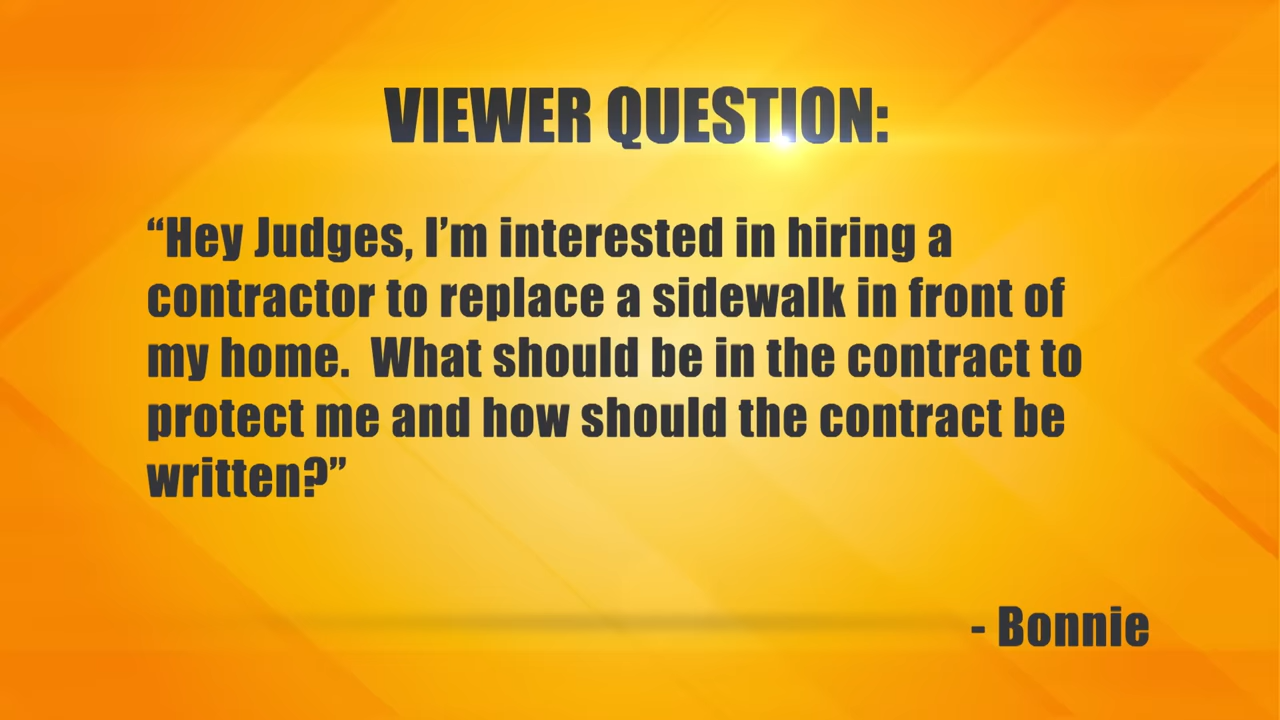 VIEWER QUESTION:
“Hey Judges, I’m interested in hiring a
contractor to replace a sidewalk in front of
my home.  What should be in the contract to
protect me and how should the contract be
written?”
- Bonnie